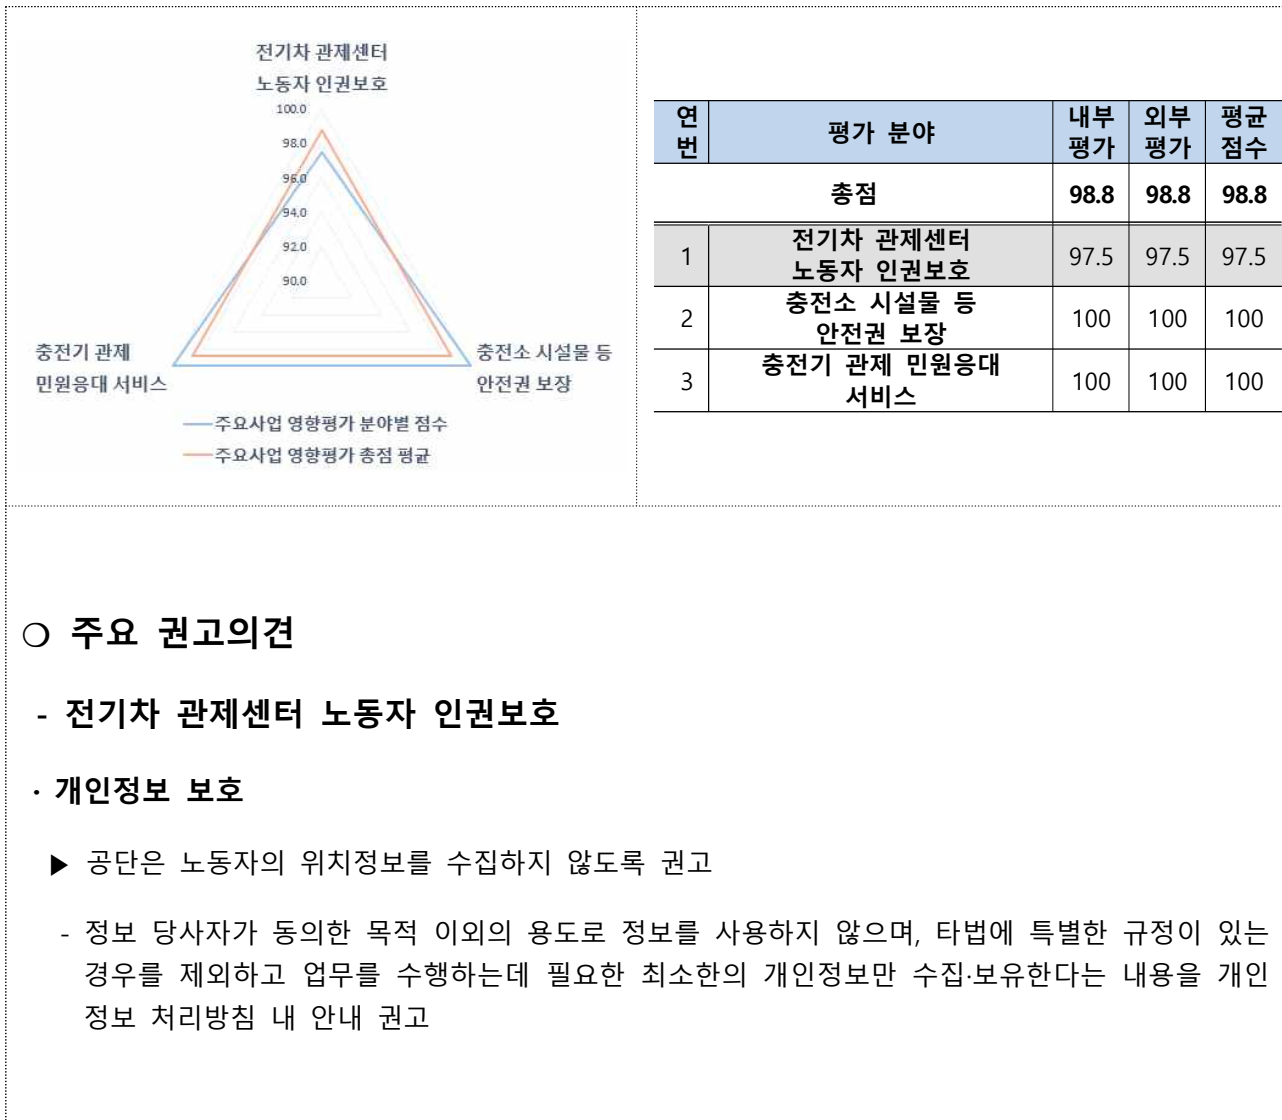 전기차 관제센터
노동자 인권보호
100.0
98.0
96.0
94.0
92.0
90.0
충전기 관제
민원응대 서비스
충전소 시설물 등
안전권 보장
주요사업 영향평가 분야별 점수
주요사업 영향평가 총점 평균
연번 평가 분야 내부평가 외부평가 평균점수
총점 98.8 98.8 98.8
1 전기차 관제센터 노동자 인권보호 97.5 97.5 97.5
2 충전소 시설물 등 안전권 보장 100 100 100
3 충전기 관제 민원응대 서비스 100 100 100
❍ 주요 권고의견
- 전기차 관제센터 노동자 인권보호
· 개인정보 보호
▶ 공단은 노동자의 위치정보를 수집하지 않도록 권고
- 정보 당사자가 동의한 목적 이외의 용도로 정보를 사용하지 않으며, 타법에 특별한 규정이 있는
경우를 제외하고 업무를 수행하는데 필요한 최소한의 개인정보만 수집·보유한다는 내용을 개인
정보 처리방침 내 안내 권고